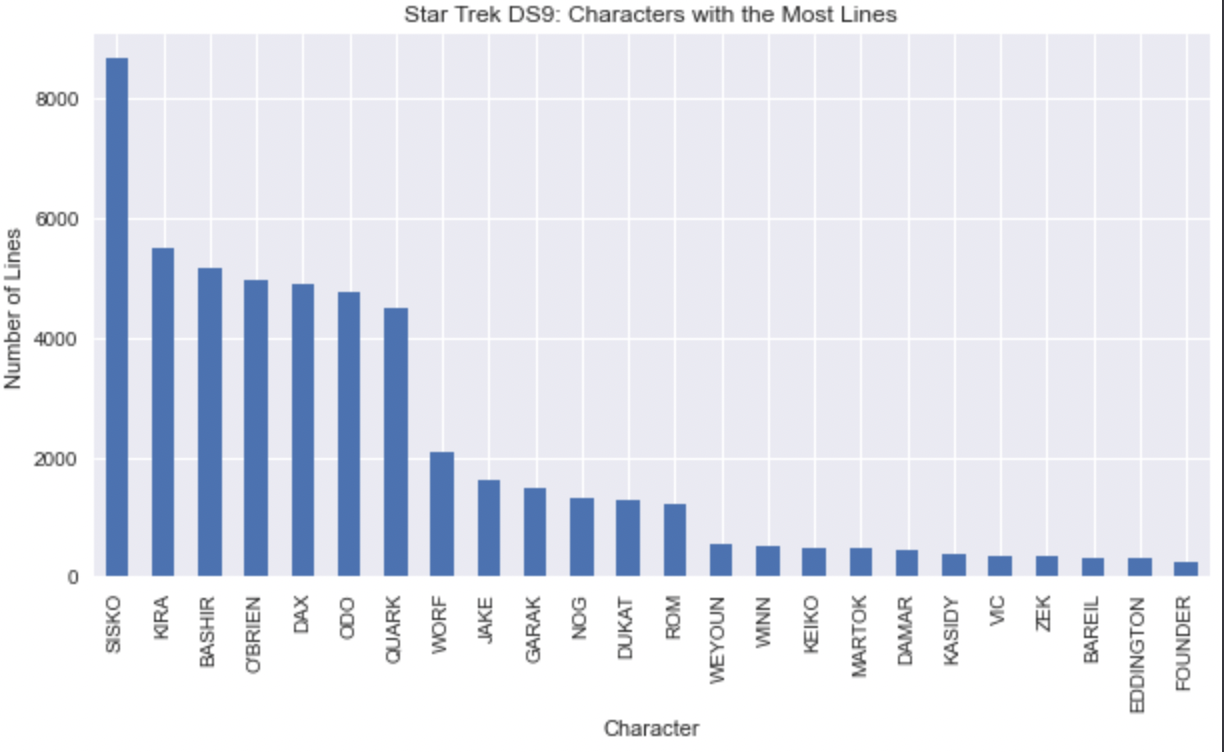 Star Trek DS9: Characters with the Most Lines
Number of Lines
8000
6000
4000
2000
0
SISKO
KIRA
BASHIR
O'BRIEN
DAX
ODO
QUARK
WORF
JAKE
GARAK
NOG
DUKAT
ROM
WEYOUN
WINN
KEIKO
MARTOK
DAMAR
KASIDY
VIC
ZEK
BAREIL
EDDINGTON
FOUNDER
Character